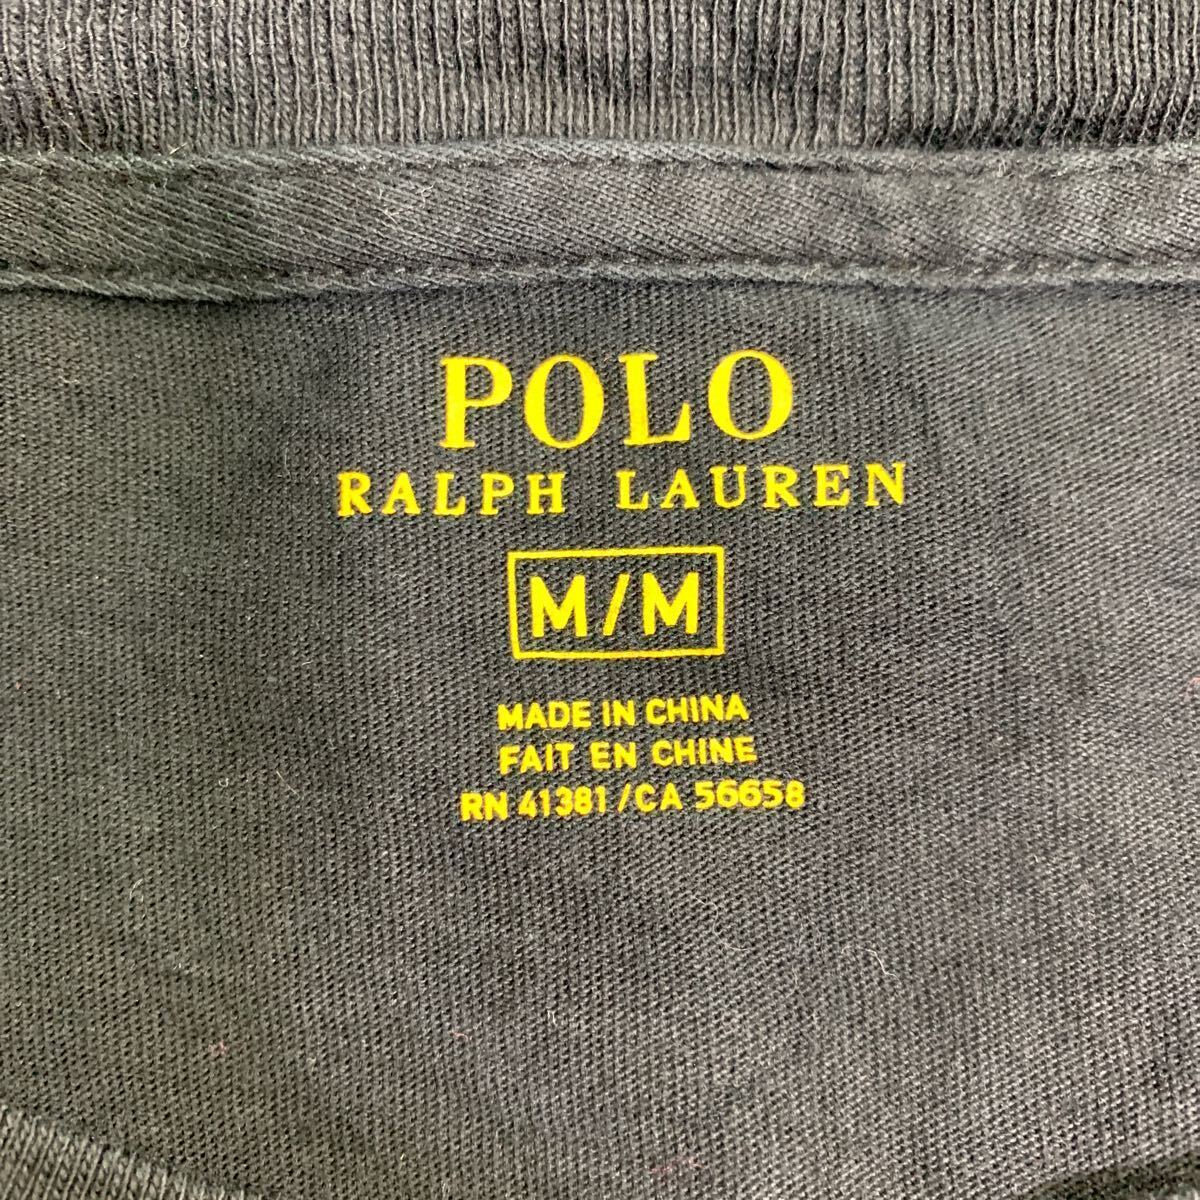 POLO
RALPH LAUREN
M/M
MADE IN CHINA
FAIT EN CHINE
RN 41381/CA 56658